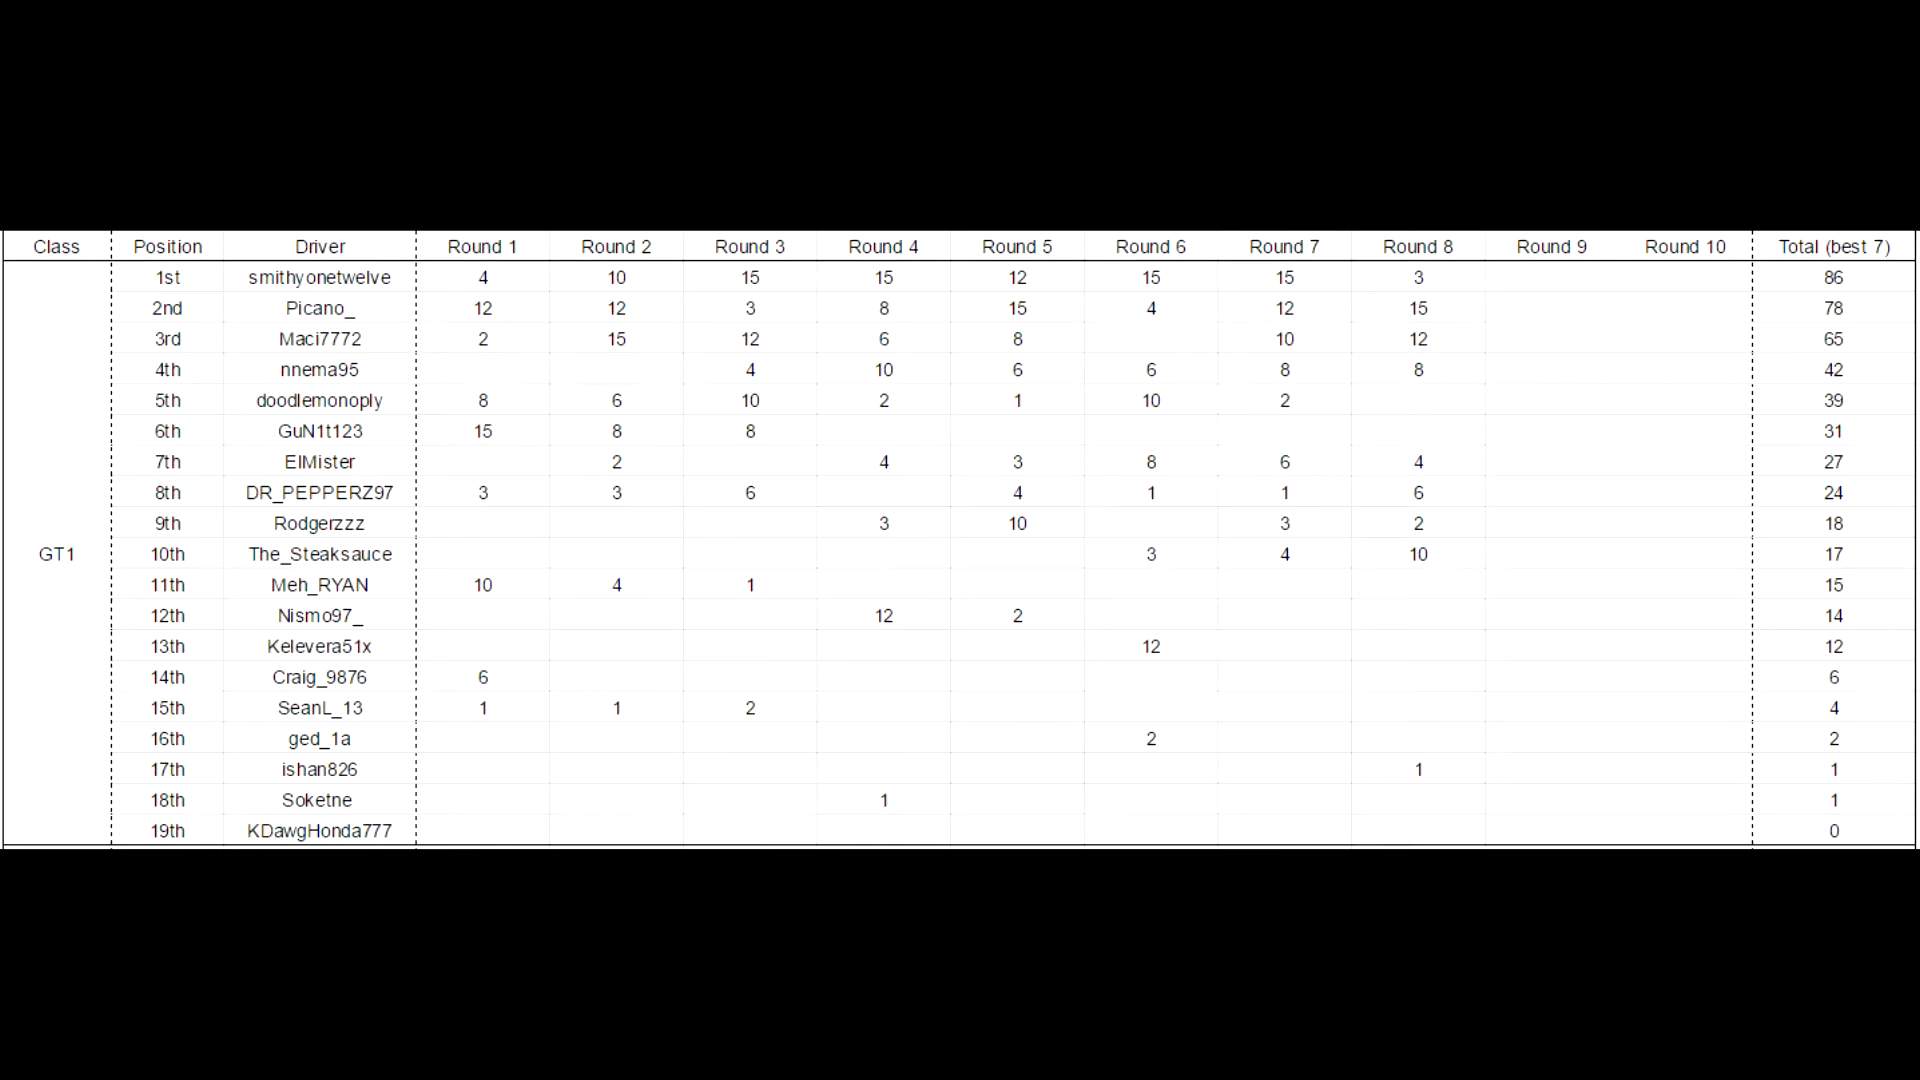 Class Position Driver Round 1 Round 2 Round 3 Round 4 Round 5 Round 6 Round 7 Round 8 Round 9 Round 10 Total (best 7)
1st smithyonetwelve 4 10 15 15 12 15 15 3 86
2nd Picano_ 12 12 3 8 15 4 12 15 78
3rd Maci7772 2 15 12 6 8 10 12 65
4th nnema95 4 10 6 6 8 8 42
5th doodlemonoply 8 6 10 2 1 10 2 39
6th GuN1t123 15 8 8 31
7th ElMister 2 4 3 8 6 4 27
8th DR_PEPPERZ97 3 3 6 4 1 1 6 24
9th Rodgerzzz 3 10 3 2 18
GT1 10th The_Steaksauce 3 4 10 17
11th Meh_RYAN 10 4 1 15
12th Nismo97_ 12 2 14
13th Kelevera51x 12 12
14th Craig_9876 6 6
15th SeanL_13 1 1 2 4
16th ged_1a 2 2
17th ishan826 1 1
18th Soketne 1 1
19th KDawgHonda777 0